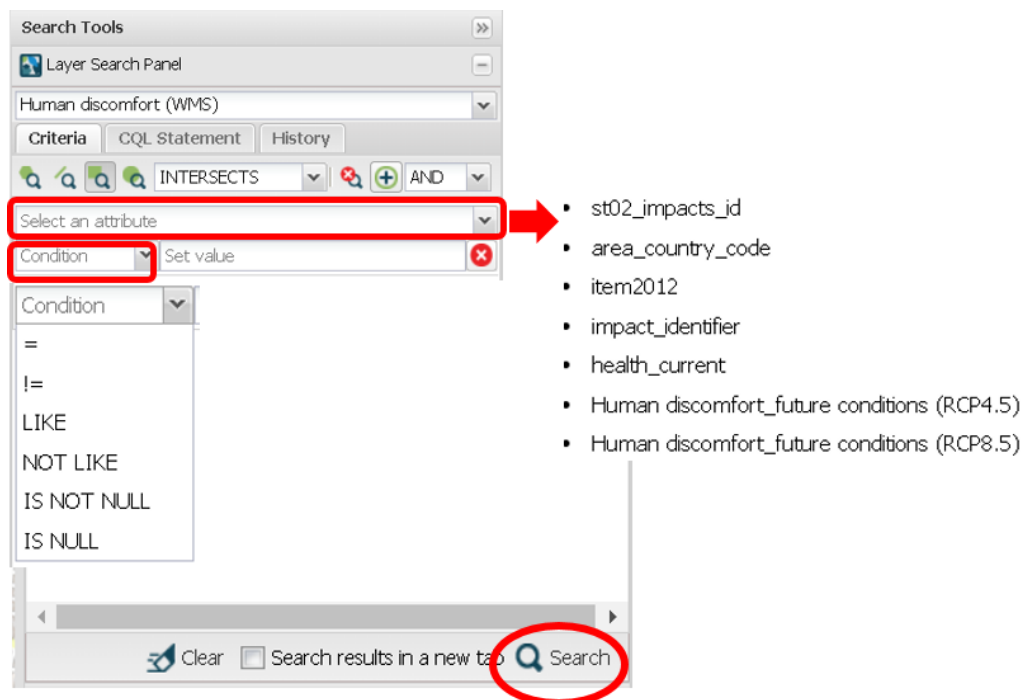 Search Tools
Layer Search Panel
Human discomfort (WMS)
Criteria CQL Statement History
INTERSECTS AND
Select an attribute
Condition Set value
Condition
=
!=
LIKE
NOT LIKE
IS NOT NULL
IS NULL
• st02_impacts_id
• area_country_code
• item2012
• impact_identifier
• health_current
• Human discomfort_future conditions (RCP4.5)
• Human discomfort_future conditions (RCP8.5)
Clear Search results in a new tab Search